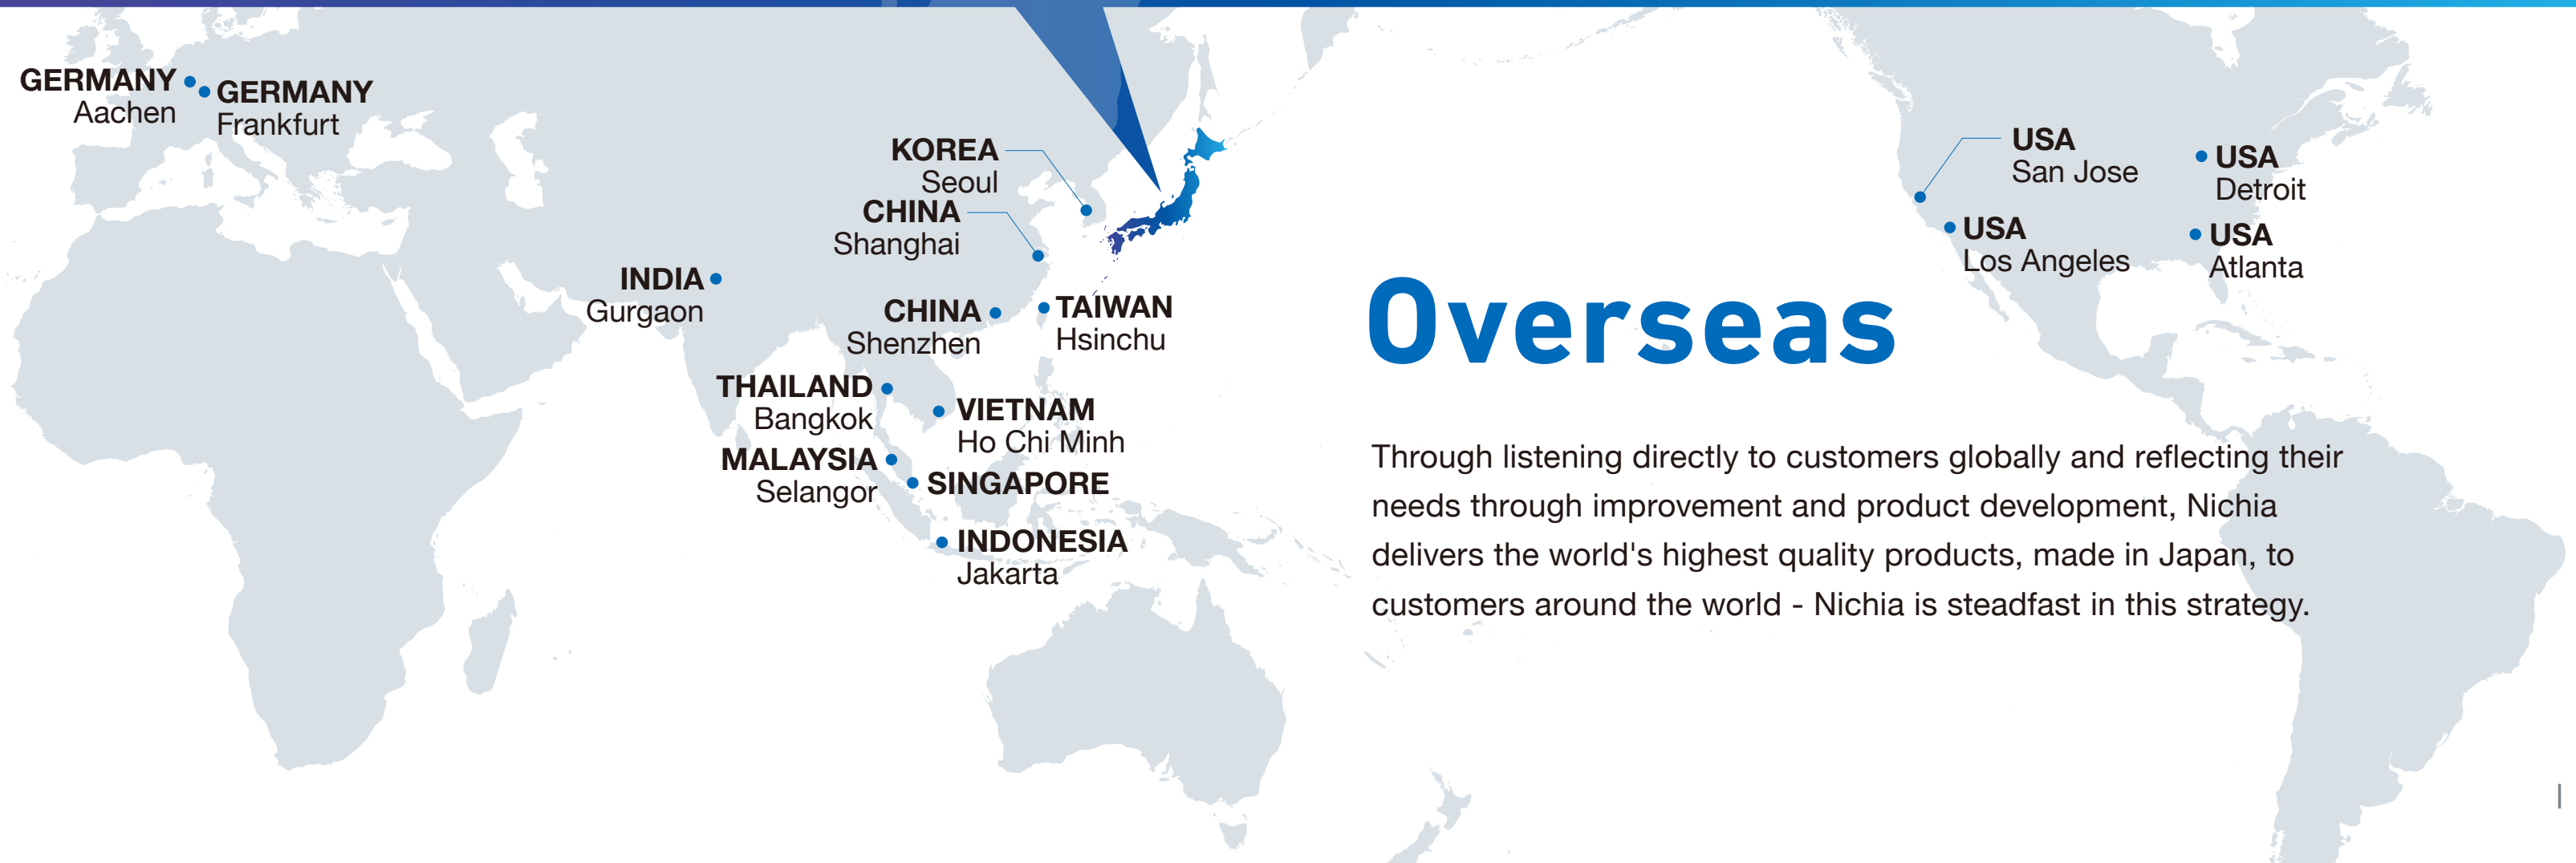 GERMANY
Aachen
GERMANY
Frankfurt
KOREA
Seoul
CHINA
Shanghai
INDIA
Gurgaon
CHINA
Shenzhen
TAIWAN
Hsinchu
THAILAND
Bangkok
VIETNAM
Ho Chi Minh
MALAYSIA
Selangor
SINGAPORE
INDONESIA
Jakarta
USA
San Jose
USA
Detroit
USA
Los Angeles
USA
Atlanta
Overseas
Through listening directly to customers globally and reflecting their
needs through improvement and product development, Nichia
delivers the world's highest quality products, made in Japan, to
customers around the world - Nichia is steadfast in this strategy.